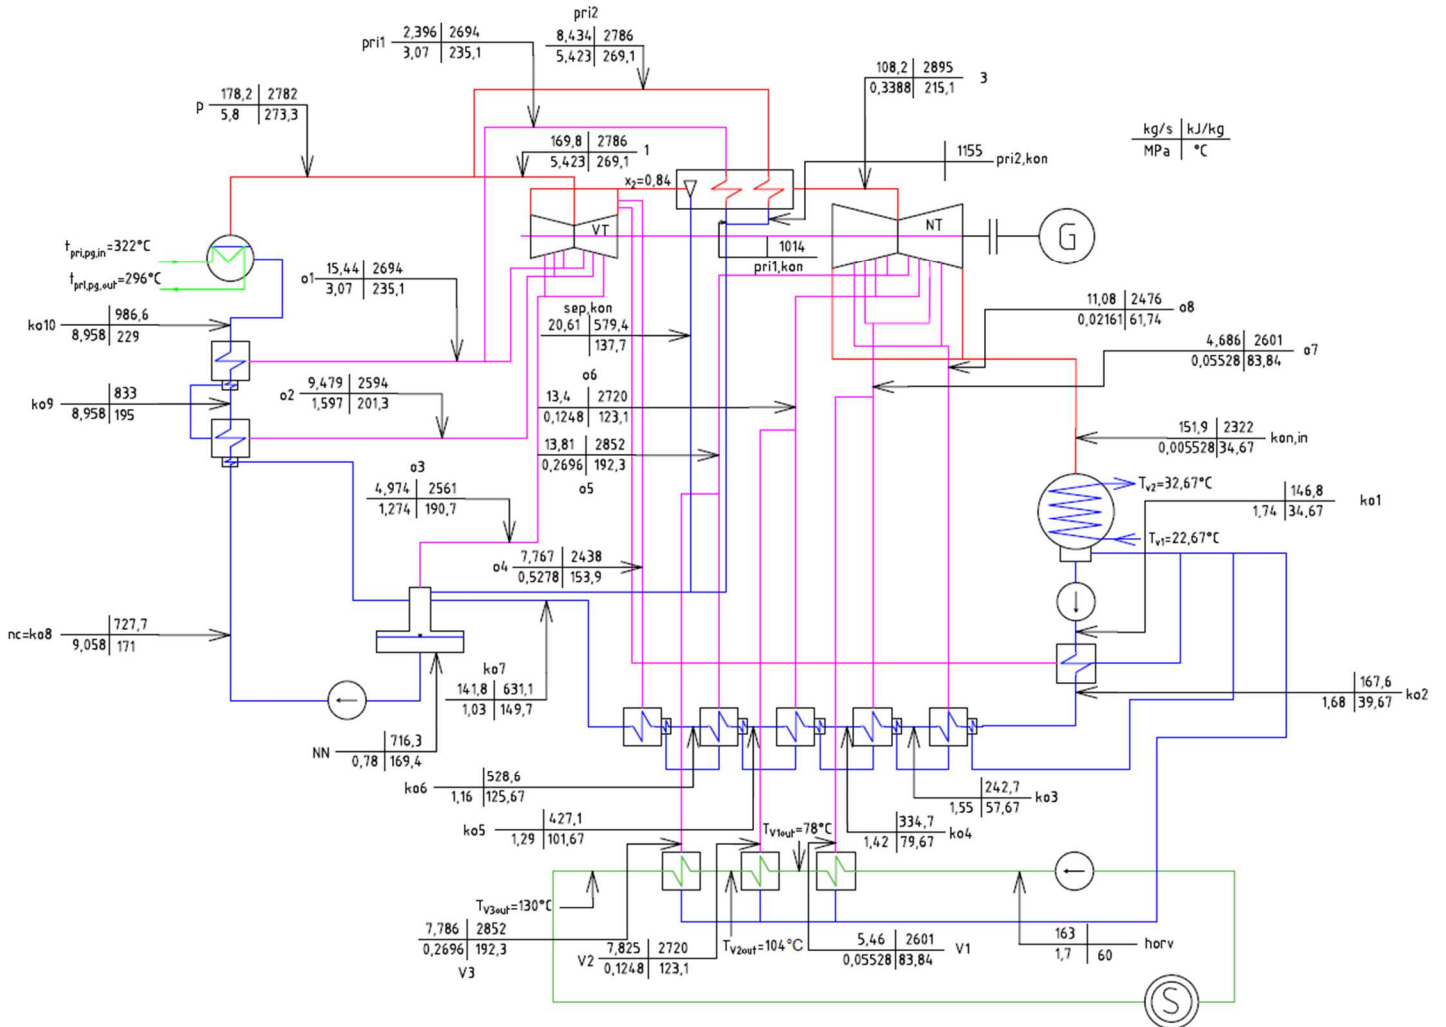 pri2
8,434 2786
5,423 269,1
pri1
2,396 2694
3,07 235,1
108,2 2895
0,3388 215,1
3
p
178,2 2782
5,8 273,3
kg/s kJ/kg
MPa °C
169,8 2786
5,423 269,1
1
1155
pri2,kon
x₂=0,84
VT
NT
G
1014
pri1,kon
t_pri,pg,in=322°C
t_pri,pg,out=296°C
o1
15,44 2694
3,07 235,1
11,08 2476
0,02161 61,74
o8
sep,kon
20,61 579,4
137,7
ko10
986,6
8,958 229
4,686 2601
0,05528 83,84
o7
o6
13,4 2720
0,1248 123,1
o2
9,479 2594
1,597 201,3
ko9
833
8,958 195
151,9 2322
0,005528 34,67
kon,in
13,81 2852
0,2696 192,3
o5
o3
4,974 2561
1,274 190,7
T_v2=32,67°C
146,8
1,74 34,67
ko1
T_v1=22,67°C
o4
7,767 2438
0,5278 153,9
nc=ko8
727,7
9,058 171
ko7
141,8 631,1
1,03 149,7
167,6
1,68 39,67
ko2
NN
716,3
0,78 169,4
ko6
528,6
1,16 125,67
242,7
1,55 57,67
ko3
ko5
427,1
1,29 101,67
334,7
1,42 79,67
ko4
T_V1out=78°C
T_V3out=130°C
T_V2out=104°C
7,786 2852
0,2696 192,3
V3
V2
7,825 2720
0,1248 123,1
5,46 2601
0,05528 83,84
V1
163
1,7 60
horv
S